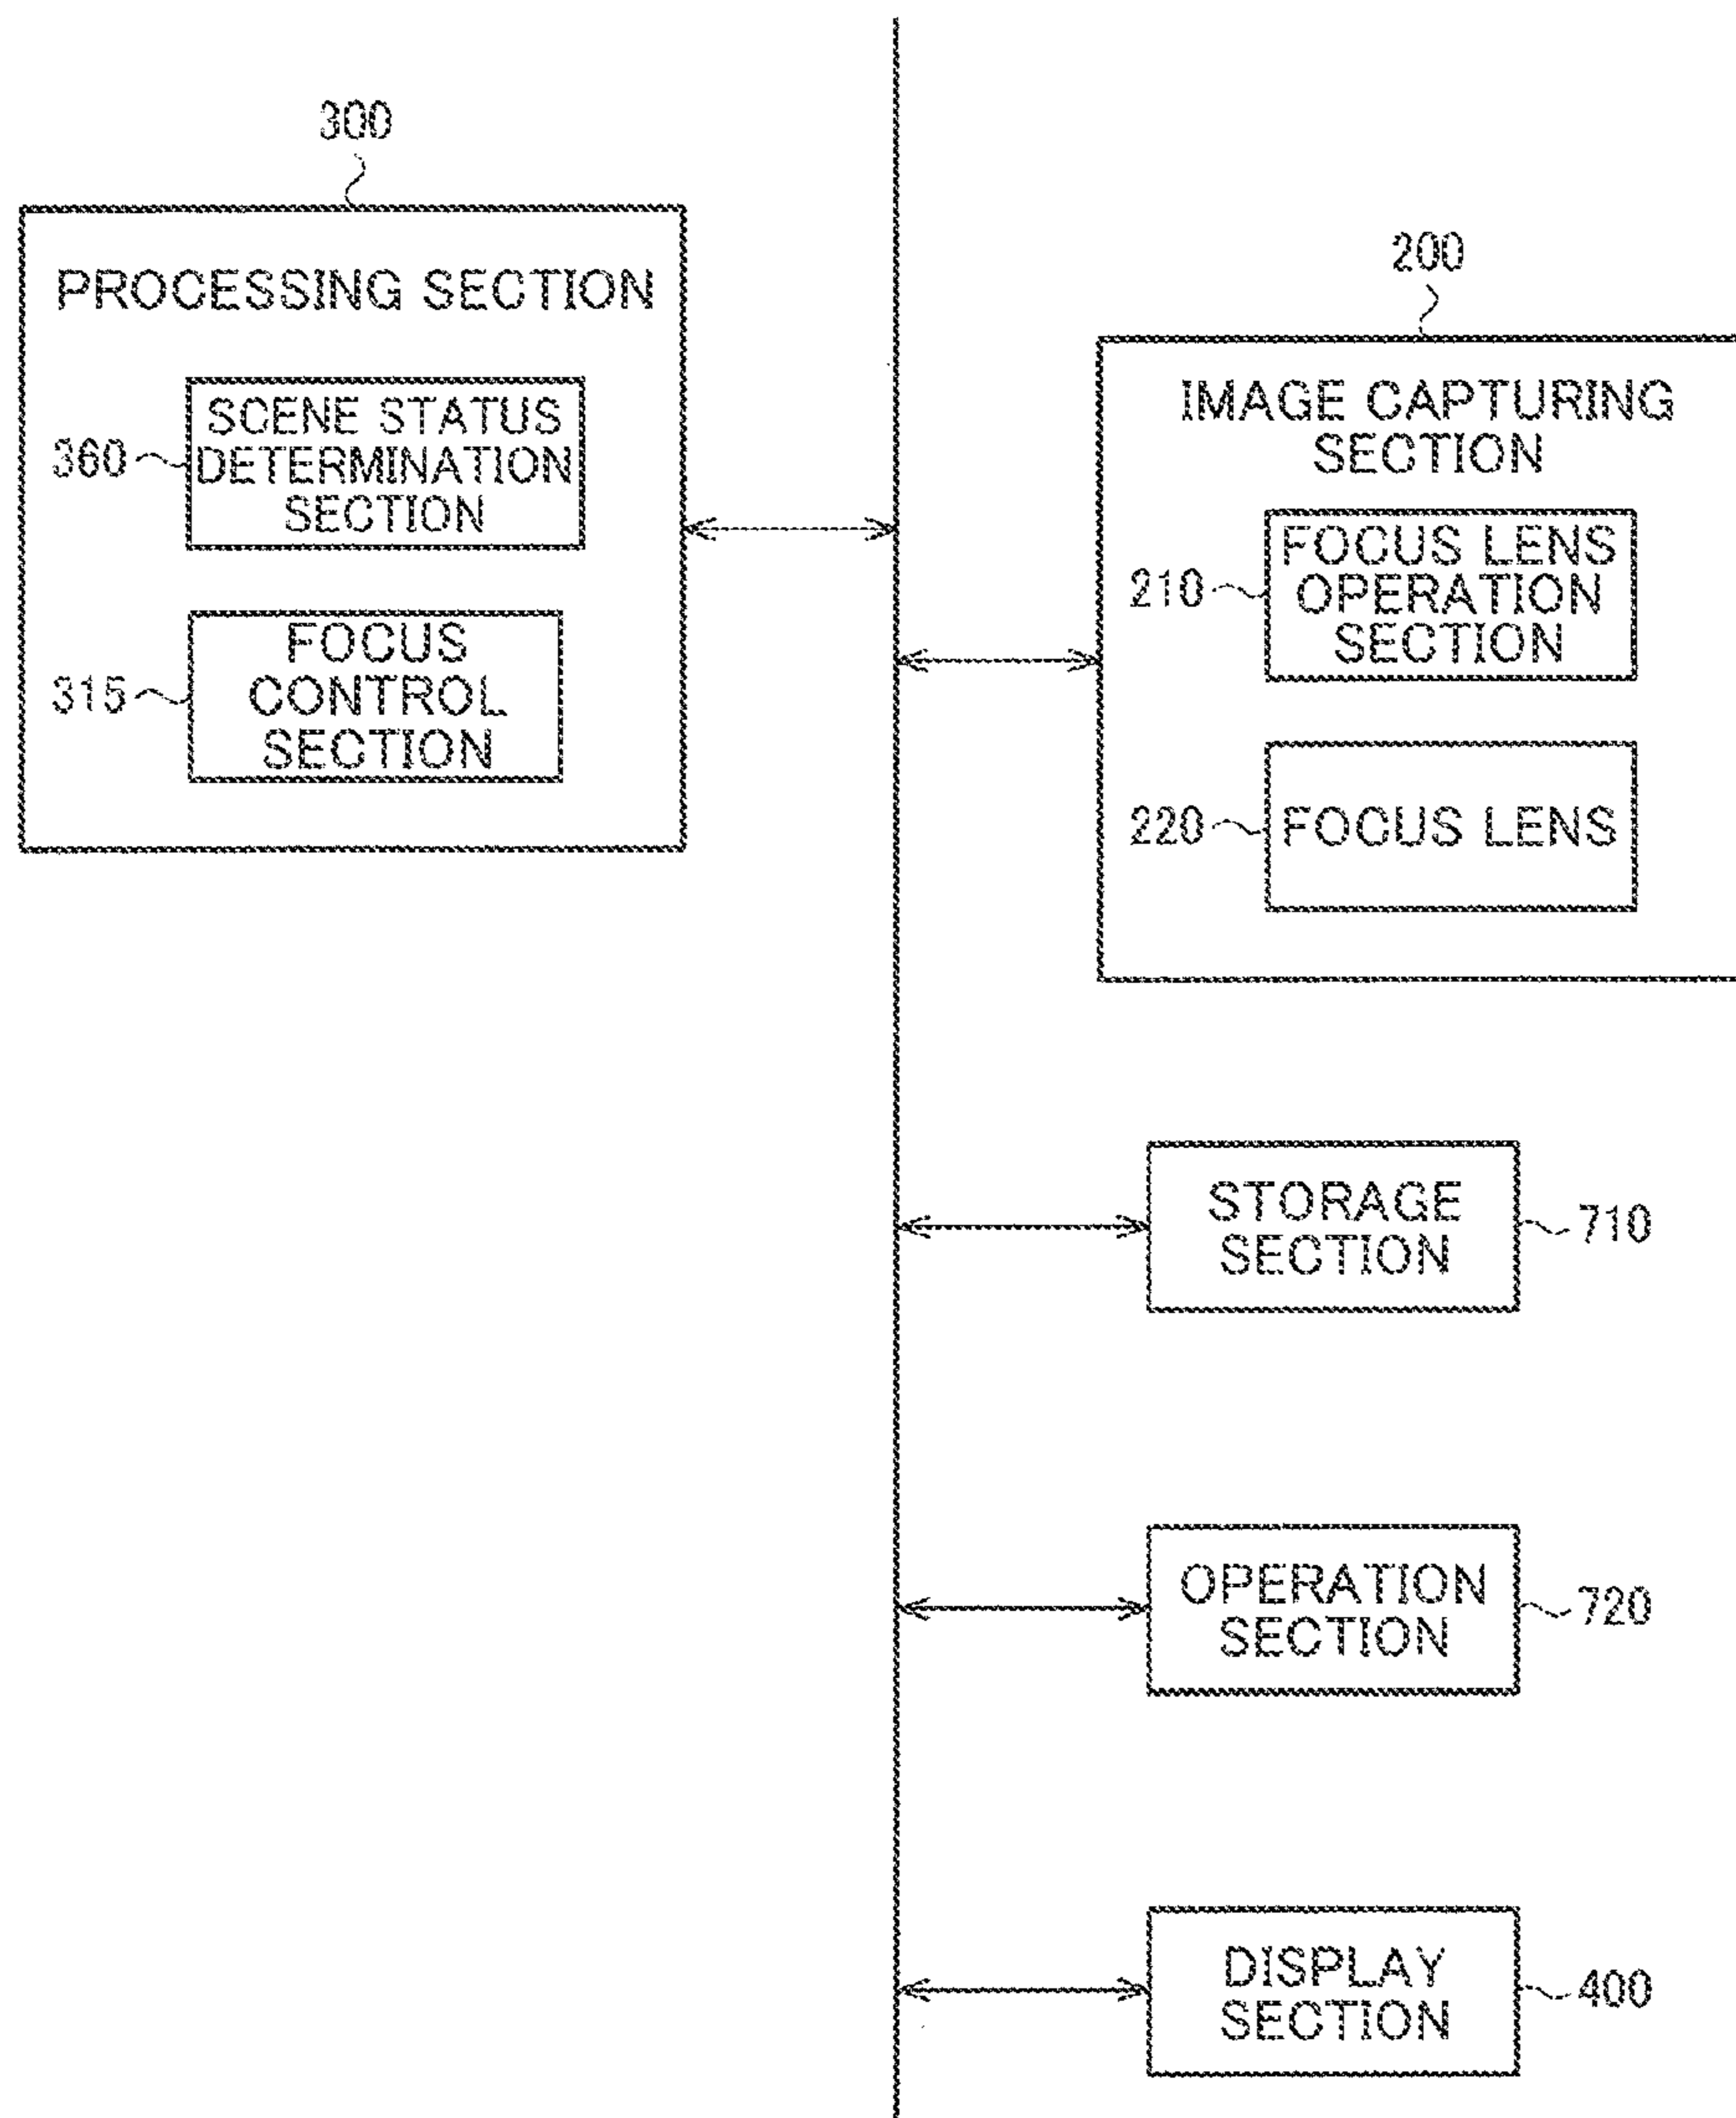 300
PROCESSING SECTION
360
SCENE STATUS
DETERMINATION
SECTION
315
FOCUS
CONTROL
SECTION
200
IMAGE CAPTURING
SECTION
210
FOCUS LENS
OPERATION
SECTION
220
FOCUS LENS
STORAGE
SECTION
710
OPERATION
SECTION
720
DISPLAY
SECTION
400